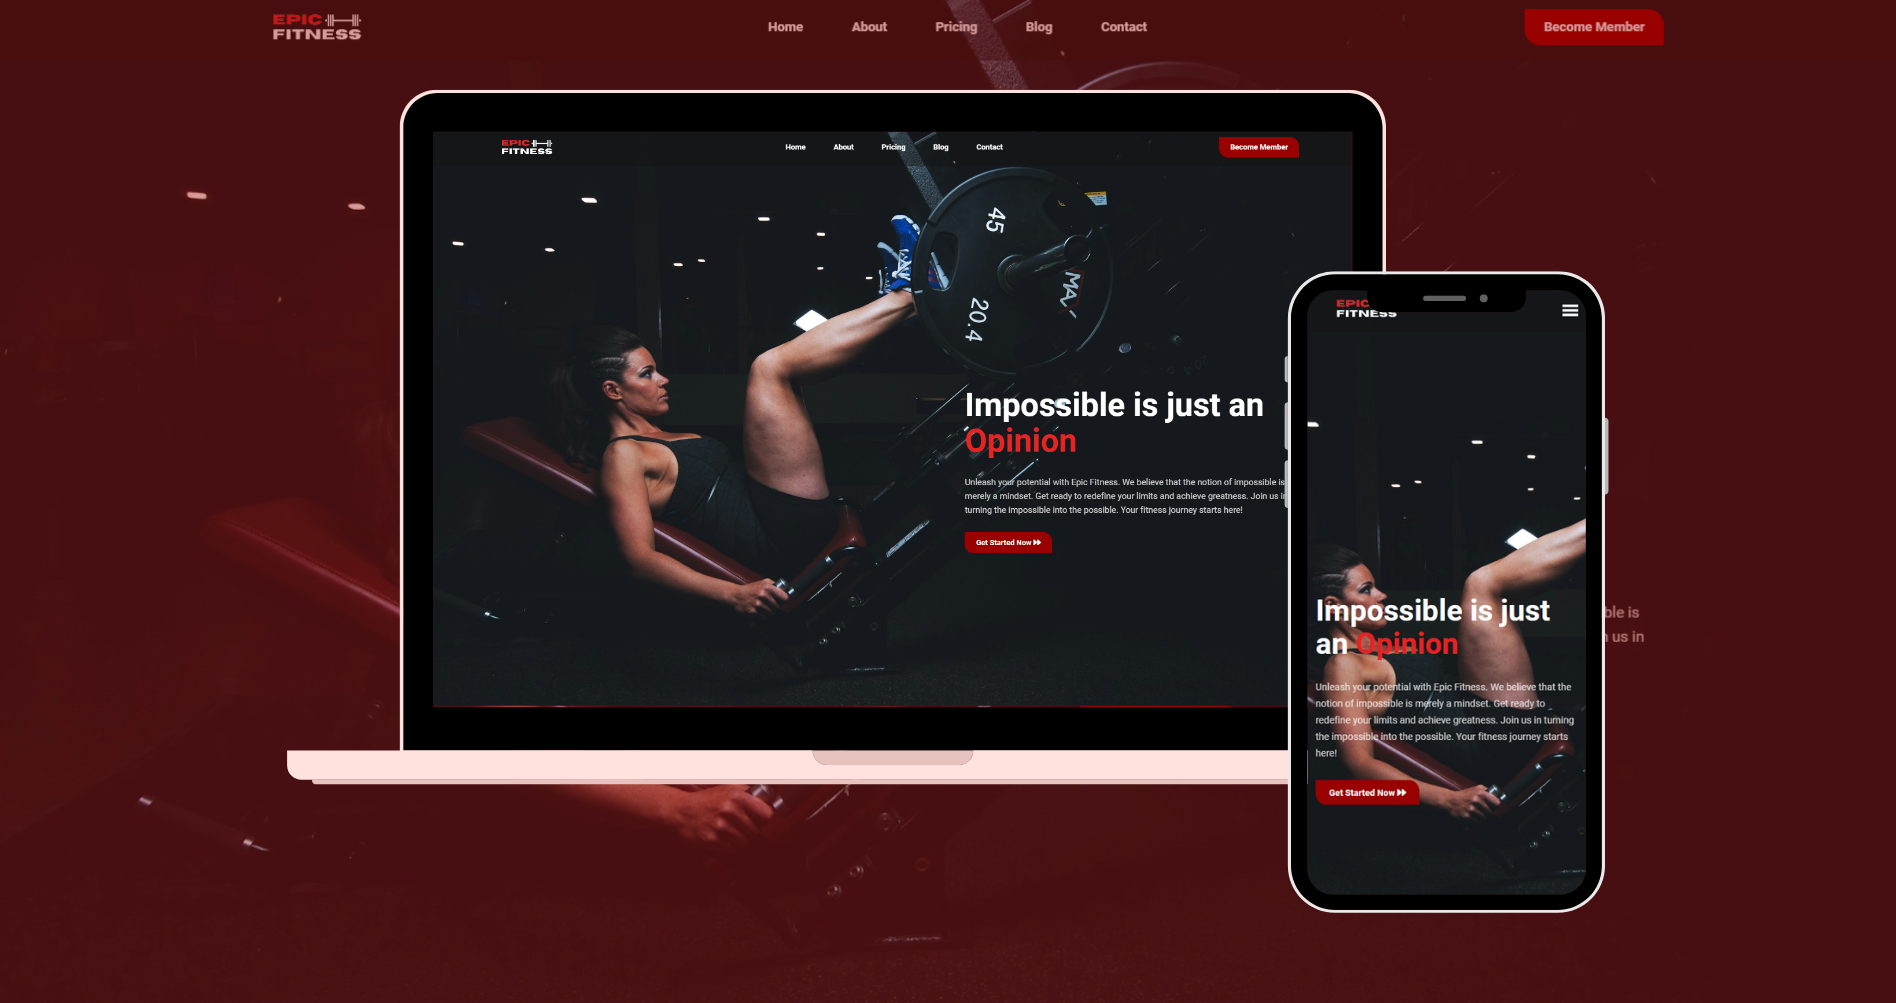 EPIC
FITNESS
Home About Pricing Blog Contact
Become Member
EPIC
FITNESS
Home About Pricing Blog Contact
Become Member
45
20.4
Impossible is just an
Opinion
Unleash your potential with Epic Fitness. We believe that the notion of impossible is
merely a mindset. Get ready to redefine your limits and achieve greatness. Join us in
turning the impossible into the possible. Your fitness journey starts here!
Get Started Now
EPIC
FITNESS
Impossible is just
an Opinion
Unleash your potential with Epic Fitness. We believe that the
notion of impossible is merely a mindset. Get ready to
redefine your limits and achieve greatness. Join us in turning
the impossible into the possible. Your fitness journey starts
here!
Get Started Now
is
us in